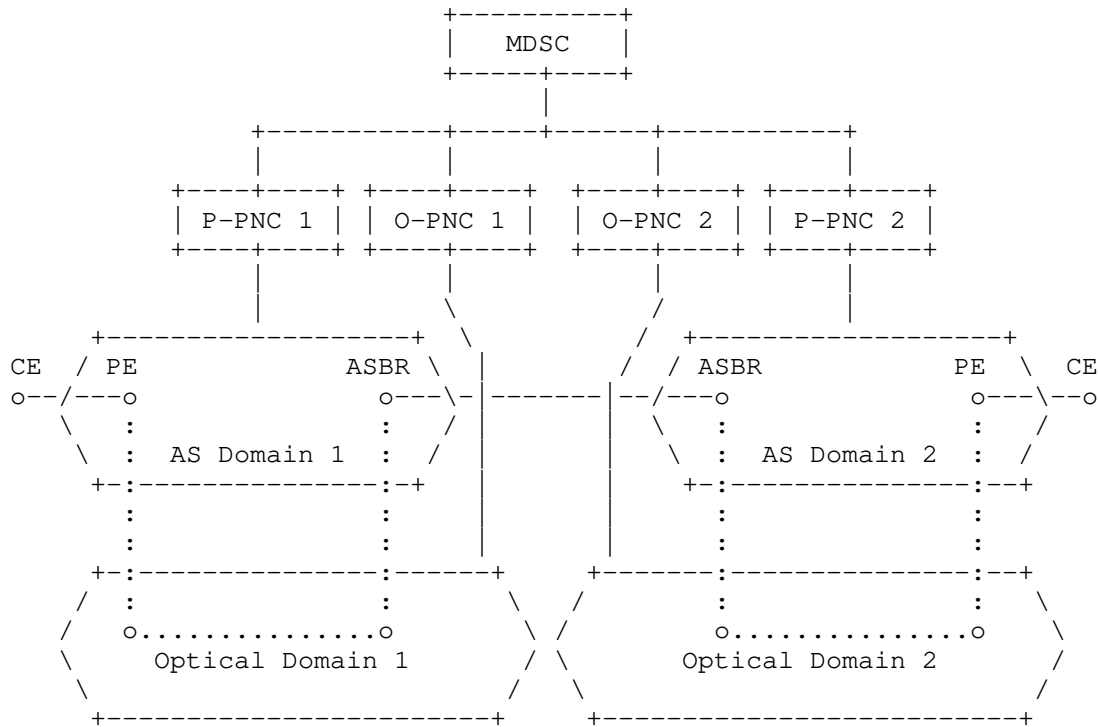 MDSC
P-PNC 1 O-PNC 1 O-PNC 2 P-PNC 2
CE PE ASBR ASBR PE CE
AS Domain 1 AS Domain 2
Optical Domain 1 Optical Domain 2